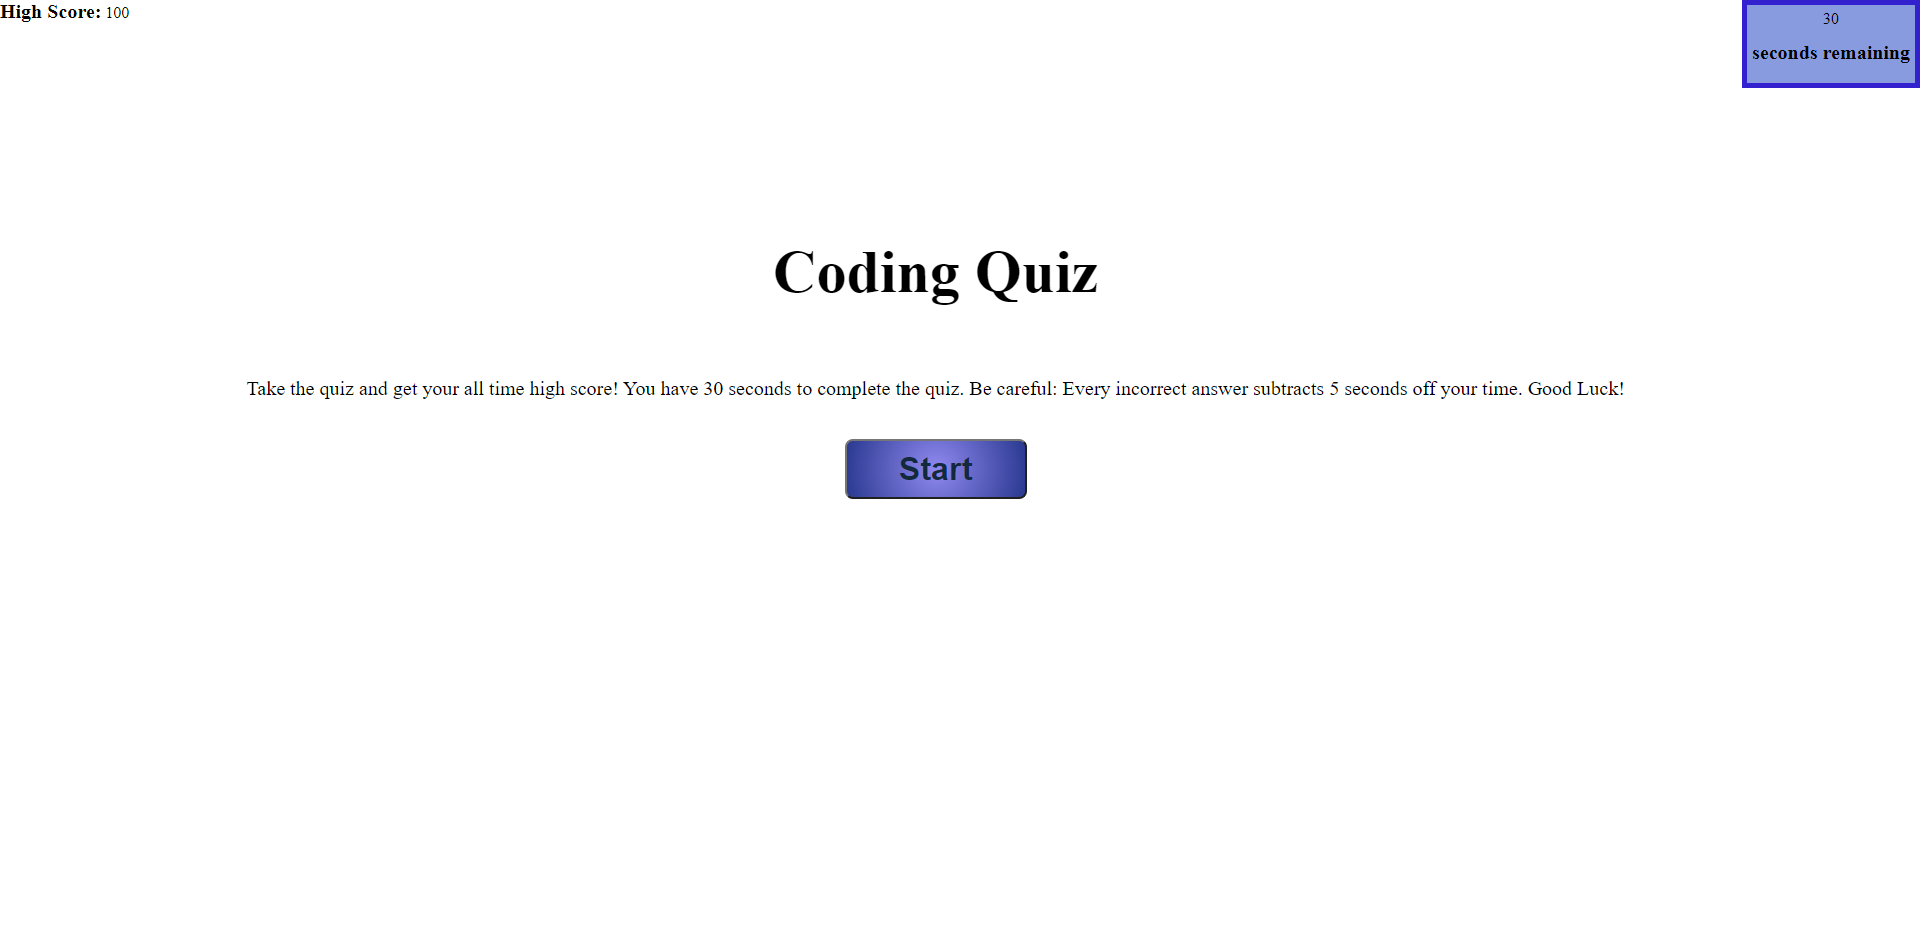 High Score: 100
30
seconds remaining
Coding Quiz
Take the quiz and get your all time high score! You have 30 seconds to complete the quiz. Be careful: Every incorrect answer subtracts 5 seconds off your time. Good Luck!
Start